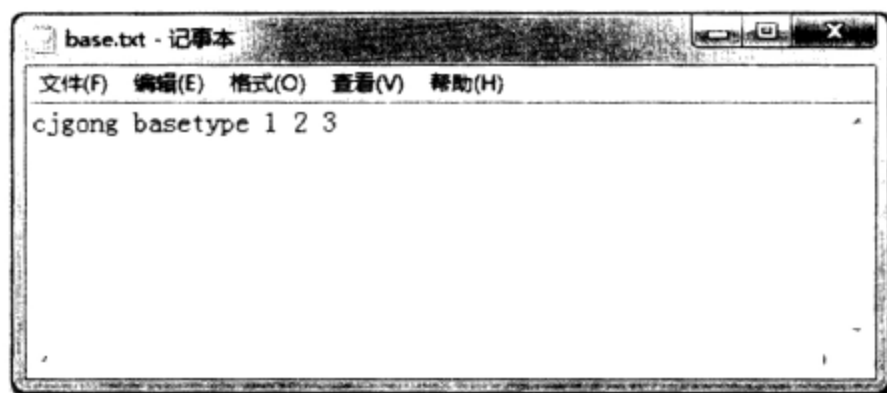 base.txt - 记事本
文件(F) 编辑(E) 格式(O) 查看(V) 帮助(H)
cjgong basetype 1 2 3